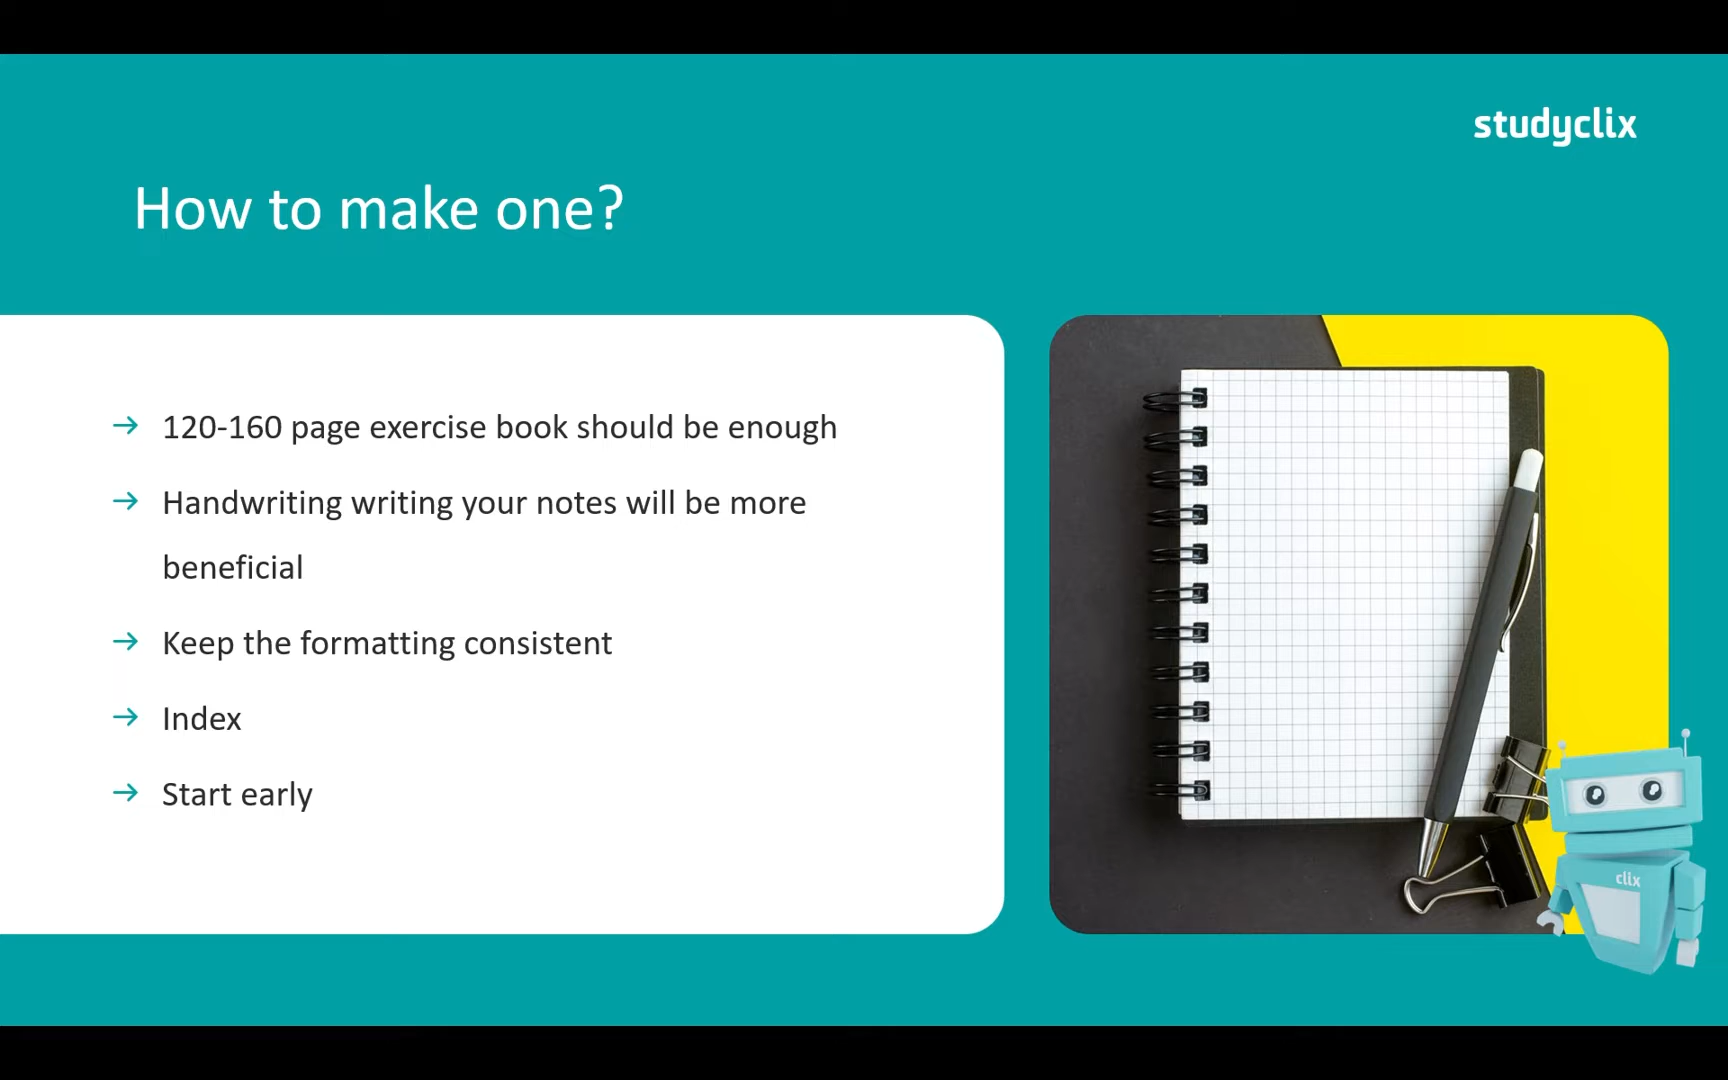 studyclix
How to make one?
→ 120-160 page exercise book should be enough
→ Handwriting writing your notes will be more
beneficial
→ Keep the formatting consistent
→ Index
→ Start early
clix